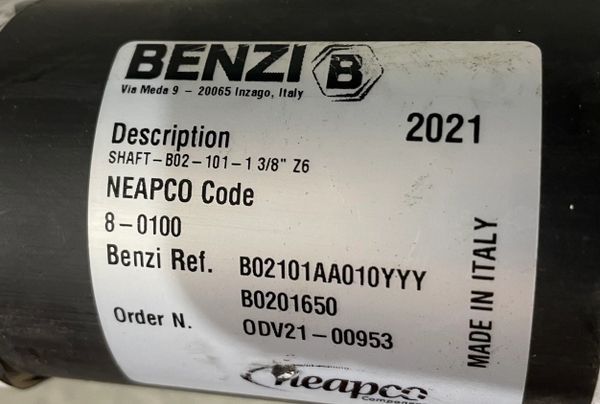 BENZI B
Via Meda 9 – 20065 Inzago, Italy
Description
2021
SHAFT–B02–101–1 3/8" Z6
NEAPCO Code
8–0100
Benzi Ref. B02101AA010YYY
B0201650
Order N. ODV21–00953
MADE IN ITALY
neapco